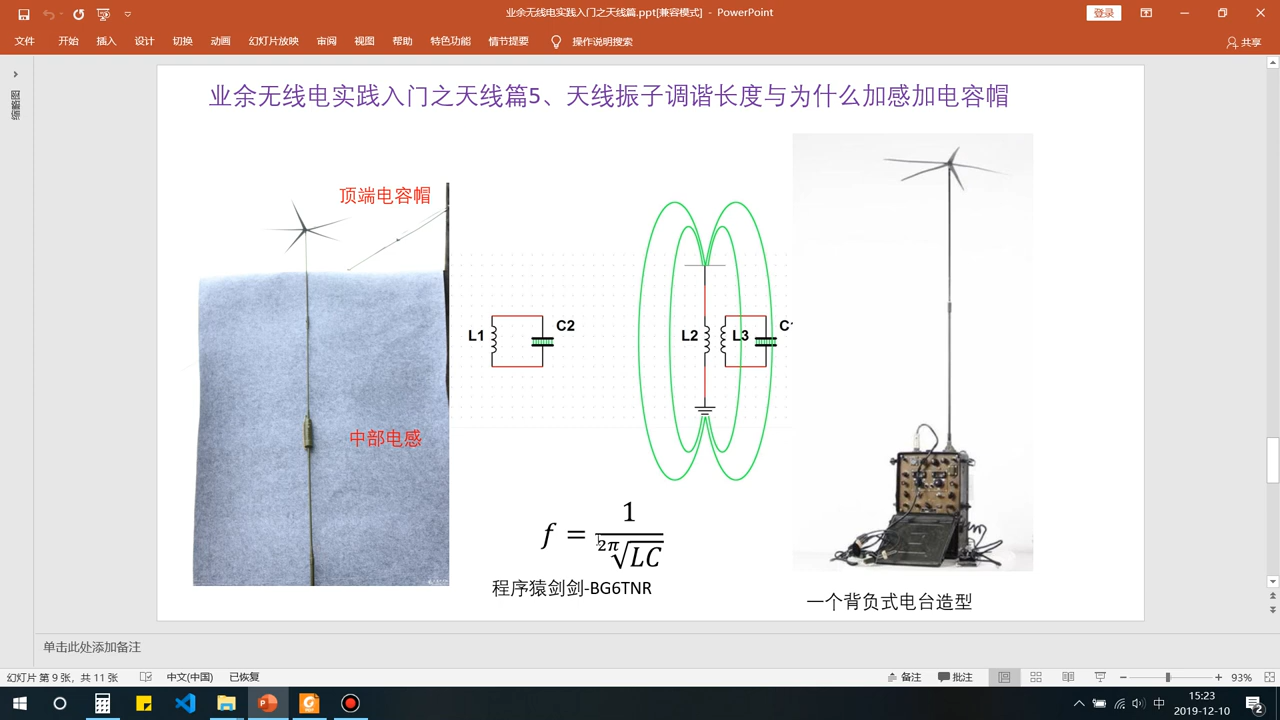 业余无线电实践入门之天线篇.ppt[兼容模式] - PowerPoint
登录
文件 开始 插入 设计 切换 动画 幻灯片放映 审阅 视图 帮助 特色功能 情节提要 操作说明搜索 共享
缩略图
业余无线电实践入门之天线篇5、天线振子调谐长度与为什么加感加电容帽
顶端电容帽
中部电感
L1 C2
L2 L3
f = 1 / 2π√LC
程序猿剑剑-BG6TNR
一个背负式电台造型
单击此处添加备注
幻灯片 第 9 张，共 11 张 中文(中国) 已恢复 备注 批注 93%
中 15:23
2019-12-10
2